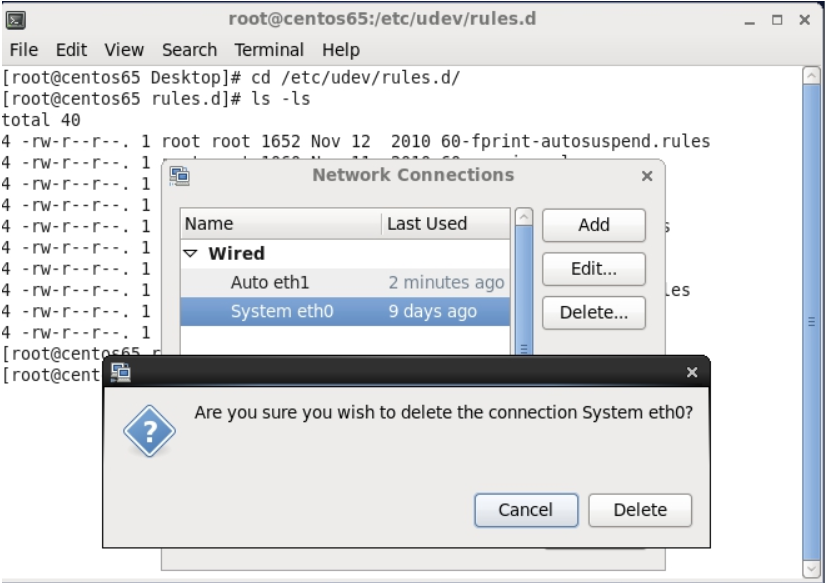 root@centos65:/etc/udev/rules.d
File Edit View Search Terminal Help
[root@centos65 Desktop]# cd /etc/udev/rules.d/
[root@centos65 rules.d]# ls -ls
total 40
4 -rw-r--r--. 1 root root 1652 Nov 12 2010 60-fprint-autosuspend.rules
4 -rw-r--r--. 1
4 -rw-r--r--. 1
4 -rw-r--r--. 1
4 -rw-r--r--. 1 s
4 -rw-r--r--. 1
4 -rw-r--r--. 1
4 -rw-r--r--. 1 les
4 -rw-r--r--. 1
4 -rw-r--r--. 1
[root@centos65 r
[root@cent
Network Connections
Name Last Used
Wired
Auto eth1 2 minutes ago
System eth0 9 days ago
Add
Edit...
Delete...
Are you sure you wish to delete the connection System eth0?
Cancel Delete